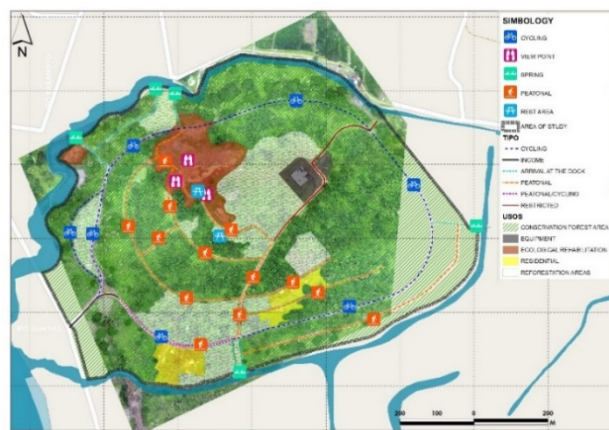 N
SIMBOLOGY
CYCLING
VIEW POINT
SPRING
PEATONAL
REST AREA
AREA OF STUDY
TIPO
CYCLING
INCOME
ARRIVAL AT THE DOCK
PEATONAL
PEATONAL/CYCLING
RESTRICTED
USOS
CONSERVATION FOREST AREA
EQUIPMENT
ECOLOGICAL REHABILITATION
RESIDENTIAL
REFORESTATION AREAS
200 0 200
M